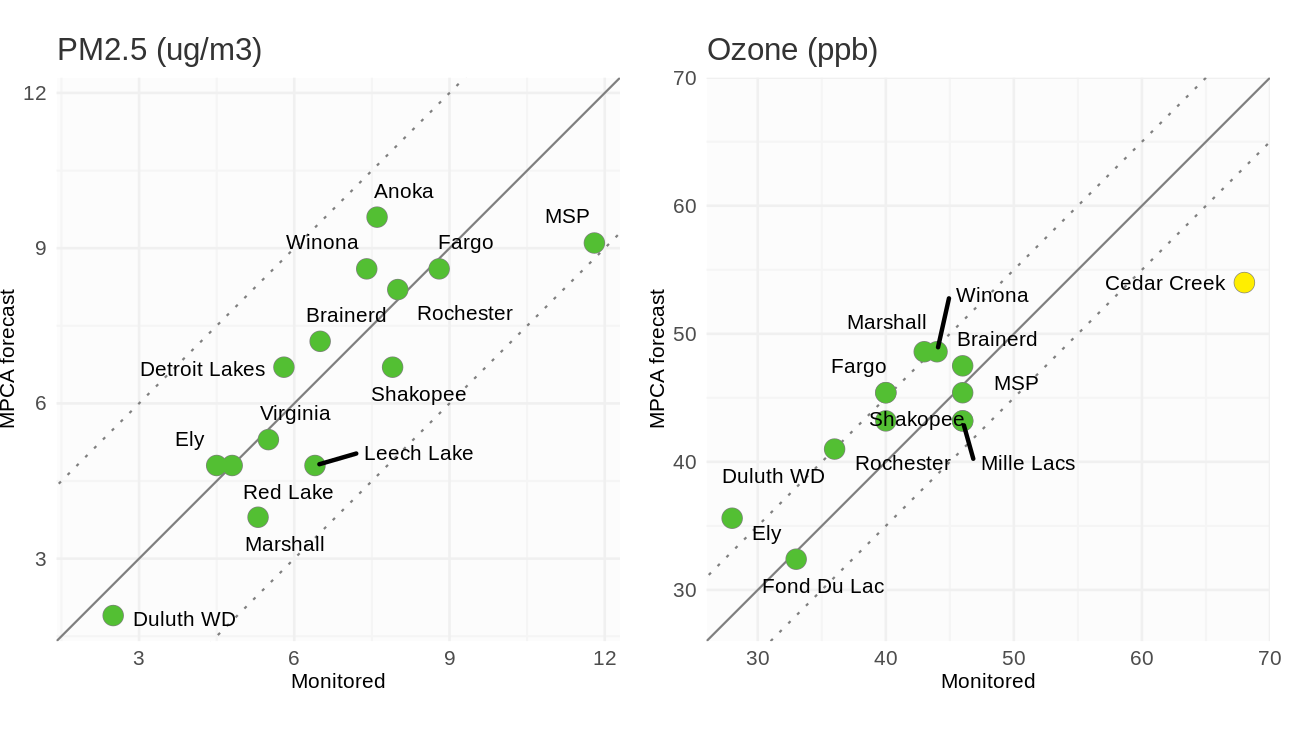 PM2.5 (ug/m3)
12
9
6
3
MPCA forecast
Anoka
MSP
Winona
Fargo
Brainerd
Rochester
Detroit Lakes
Shakopee
Virginia
Ely
Leech Lake
Red Lake
Marshall
Duluth WD
3
6
9
12
Monitored
Ozone (ppb)
70
60
50
40
30
MPCA forecast
Cedar Creek
Winona
Marshall
Brainerd
Fargo
MSP
Shakopee
Rochester
Mille Lacs
Duluth WD
Ely
Fond Du Lac
30
40
50
60
70
Monitored